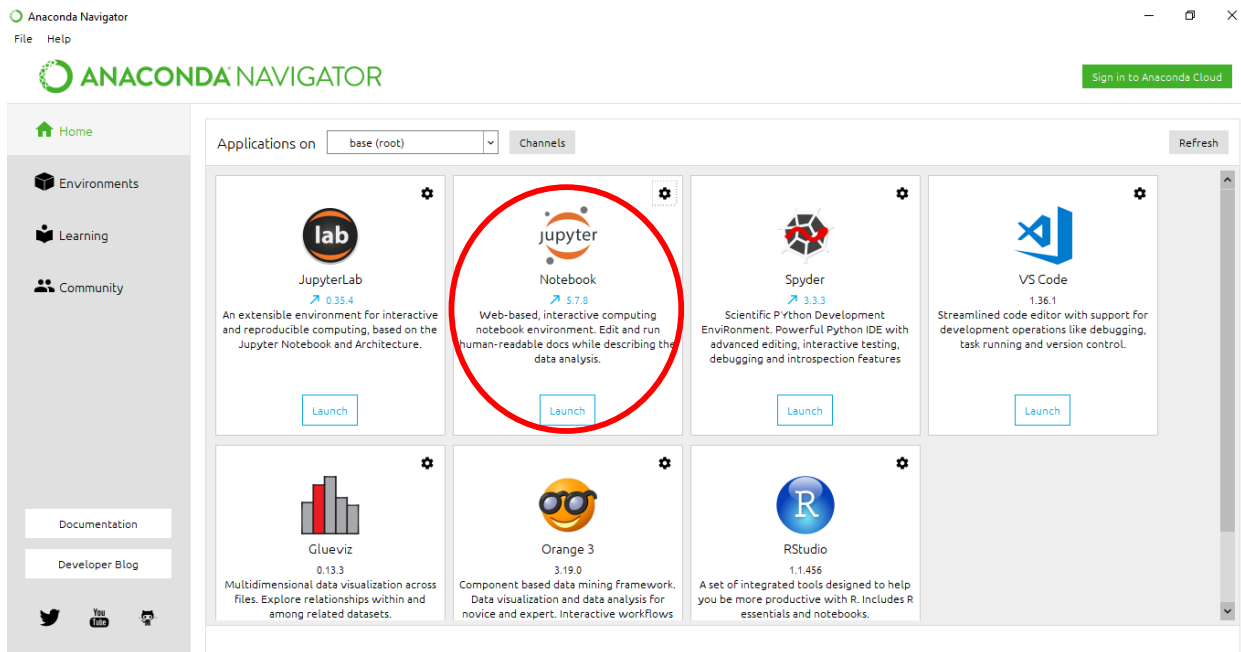 Anaconda Navigator
File Help
ANACONDA NAVIGATOR
Sign in to Anaconda Cloud
Home
Environments
Learning
Community
Documentation
Developer Blog
You
Tube
Applications on base (root) Channels Refresh
lab
JupyterLab
0.35.4
An extensible environment for interactive
and reproducible computing, based on the
Jupyter Notebook and Architecture.
Launch
jupyter
Notebook
5.7.8
Web-based, interactive computing
notebook environment. Edit and run
human-readable docs while describing the
data analysis.
Launch
Spyder
3.3.3
Scientific PYthon Development
EnviRonment. Powerful Python IDE with
advanced editing, interactive testing,
debugging and introspection features
Launch
VS Code
1.36.1
Streamlined code editor with support for
development operations like debugging,
task running and version control.
Launch
Glueviz
0.13.3
Multidimensional data visualization across
files. Explore relationships within and
among related datasets.
Orange 3
3.19.0
Component based data mining framework.
Data visualization and data analysis for
novice and expert. Interactive workflows
R
RStudio
1.1.456
A set of integrated tools designed to help
you be more productive with R. Includes R
essentials and notebooks.